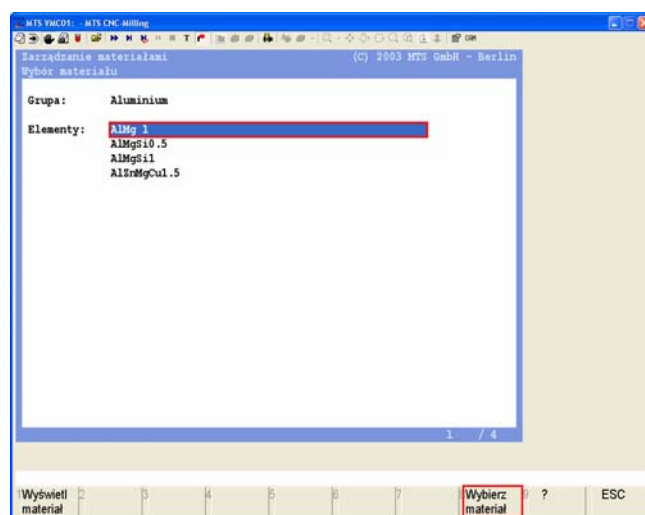 MTS VMC01: - MTS CNC-Milling
Zarządzanie materiałami (C) 2003 MTS GmbH - Berlin
Wybór materiału
Grupa: Aluminium
Elementy: AlMg 1
AlMgSi0.5
AlMgSi1
AlZnMgCu1.5
1 / 4
1 Wyświetl materiał
2
3
4
5
6
7
8 Wybierz materiał
9 ?
ESC